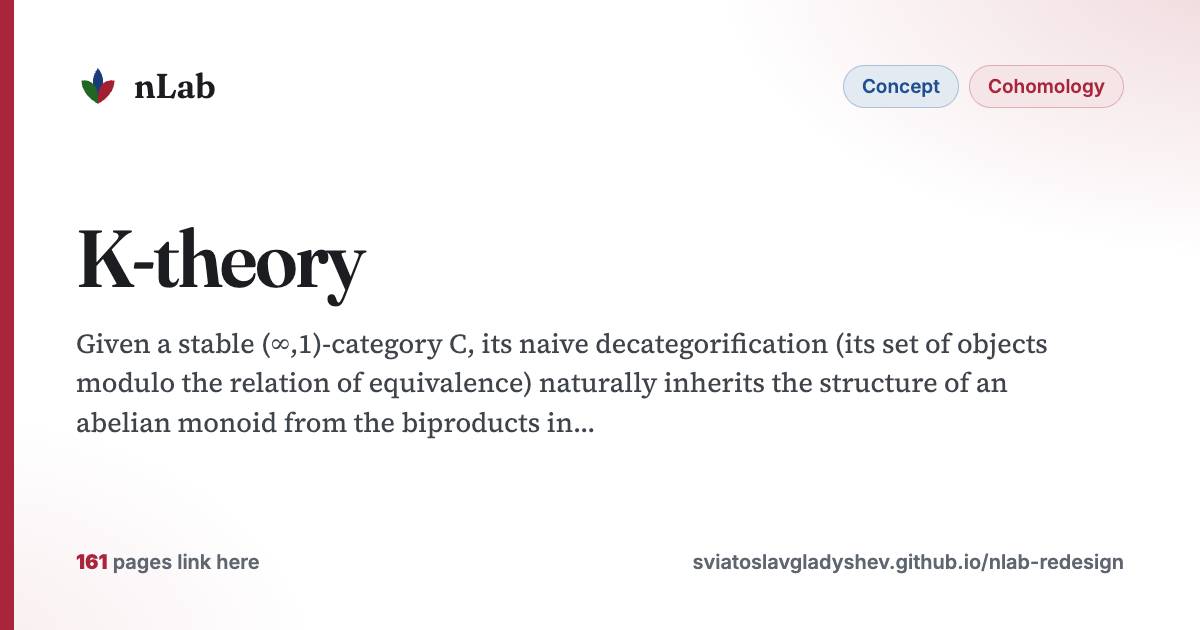 nLab
Concept
Cohomology
K-theory
Given a stable (∞,1)-category C, its naive decategorification (its set of objects
modulo the relation of equivalence) naturally inherits the structure of an
abelian monoid from the biproducts in...
161 pages link here
sviatoslavgladyshev.github.io/nlab-redesign